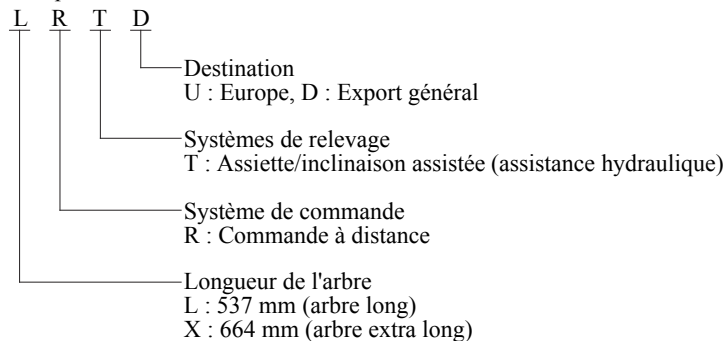 L R T D
Destination
U : Europe, D : Export général
Systèmes de relevage
T : Assiette/inclinaison assistée (assistance hydraulique)
Système de commande
R : Commande à distance
Longueur de l'arbre
L : 537 mm (arbre long)
X : 664 mm (arbre extra long)